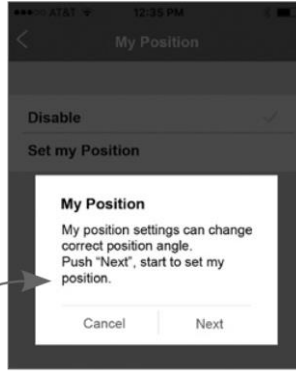 AT&T 12:35 PM
My Position
Disable
Set my Position
My Position
My position settings can change
correct position angle.
Push “Next”, start to set my
position.
Cancel Next